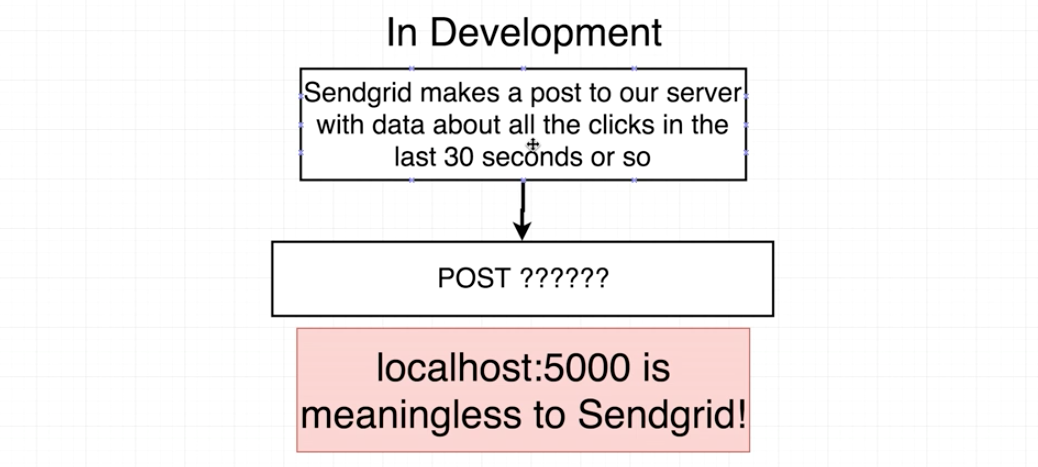 In Development
Sendgrid makes a post to our server
with data about all the clicks in the
last 30 seconds or so
POST ??????
localhost:5000 is
meaningless to Sendgrid!